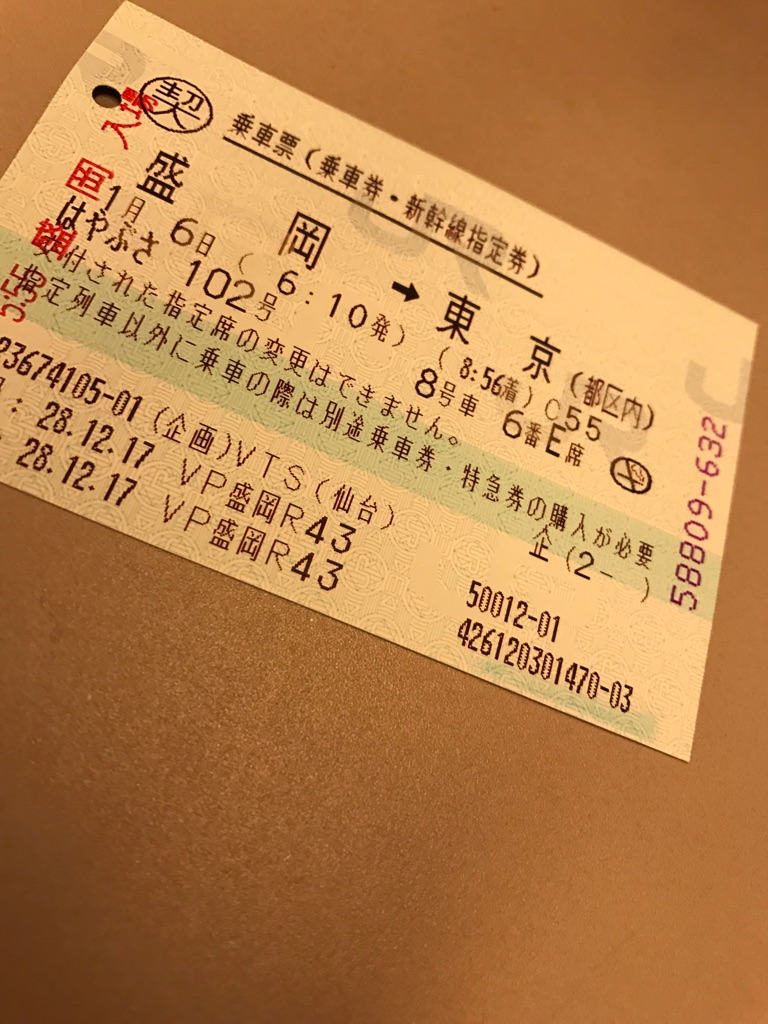 契 乗車票(乗車券・新幹線指定券)
盛岡 ➡ 東京(都区内)
1月 6日 ( 6:10発) ( 8:56着) C55
はやぶさ 102号 8号車 6番E席
された指定席の変更はできません。
指定列車以外に乗車の際は別途乗車券・特急券の購入が必要
23674105-01 (企画)VTS(仙台) 企 (2- )
: 28.12.17 VP盛岡R43 50012-01
28.12.17 VP盛岡R43 426120301470-03
58B09-632
盛岡 入場